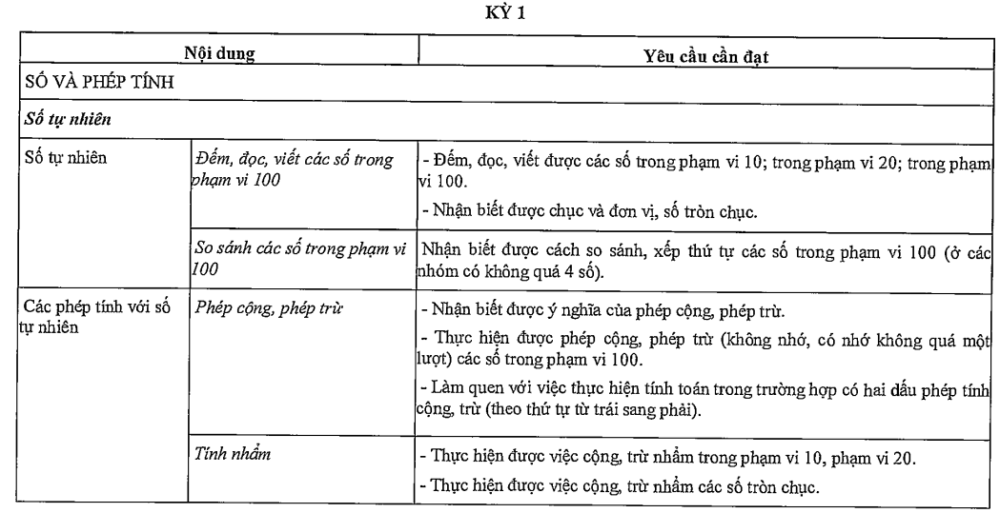 KỲ 1
Nội dung
Yêu cầu cần đạt
SỐ VÀ PHÉP TÍNH
Số tự nhiên
Số tự nhiên
Đếm, đọc, viết các số trong
phạm vi 100
- Đếm, đọc, viết được các số trong phạm vi 10; trong phạm vi 20; trong phạm
vi 100.
- Nhận biết được chục và đơn vị, số tròn chục.
So sánh các số trong phạm vi
100
Nhận biết được cách so sánh, xếp thứ tự các số trong phạm vi 100 (ở các
nhóm có không quá 4 số).
Các phép tính với số
tự nhiên
Phép cộng, phép trừ
- Nhận biết được ý nghĩa của phép cộng, phép trừ.
- Thực hiện được phép cộng, phép trừ (không nhớ, có nhớ không quá một
lượt) các số trong phạm vi 100.
- Làm quen với việc thực hiện tính toán trong trường hợp có hai dấu phép tính
cộng, trừ (theo thứ tự từ trái sang phải).
Tính nhẩm
- Thực hiện được việc cộng, trừ nhẩm trong phạm vi 10, phạm vi 20.
- Thực hiện được việc cộng, trừ nhẩm các số tròn chục.